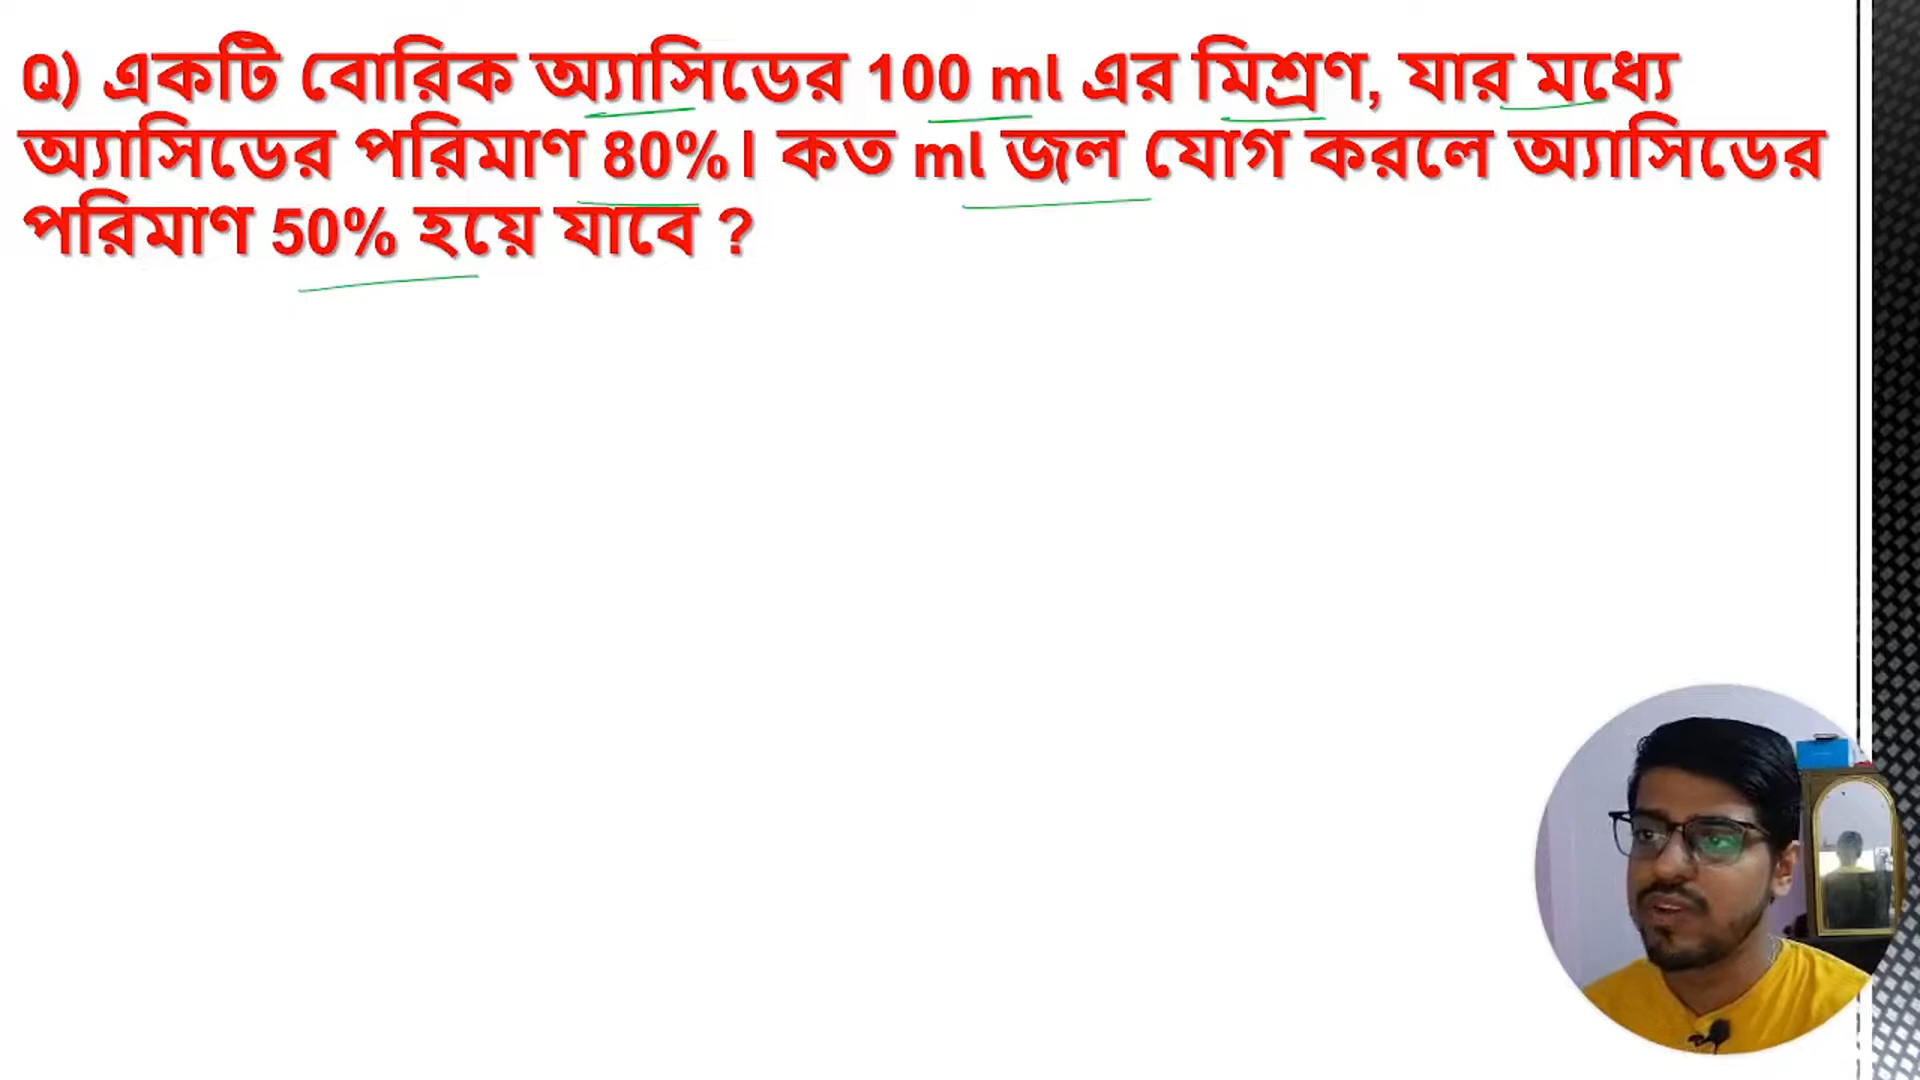 Q) একটি বোরিক অ্যাসিডের 100 ml এর মিশ্রণ, যার মধ্যে
অ্যাসিডের পরিমাণ 80%। কত ml জল যোগ করলে অ্যাসিডের
পরিমাণ 50% হয়ে যাবে ?